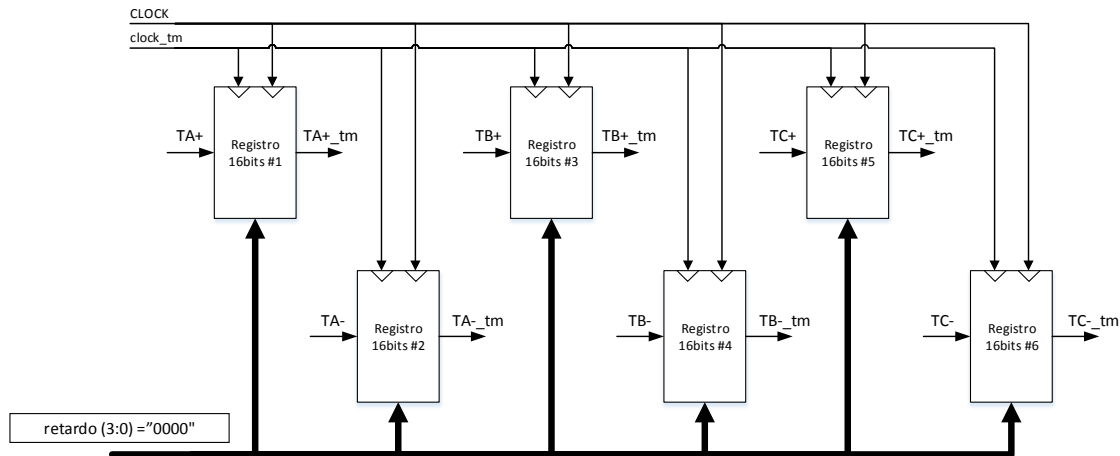 CLOCK
clock_tm
TA+
Registro
16bits #1
TA+_tm
TB+
Registro
16bits #3
TB+_tm
TC+
Registro
16bits #5
TC+_tm
TA-
Registro
16bits #2
TA-_tm
TB-
Registro
16bits #4
TB-_tm
TC-
Registro
16bits #6
TC-_tm
retardo (3:0) =”0000"